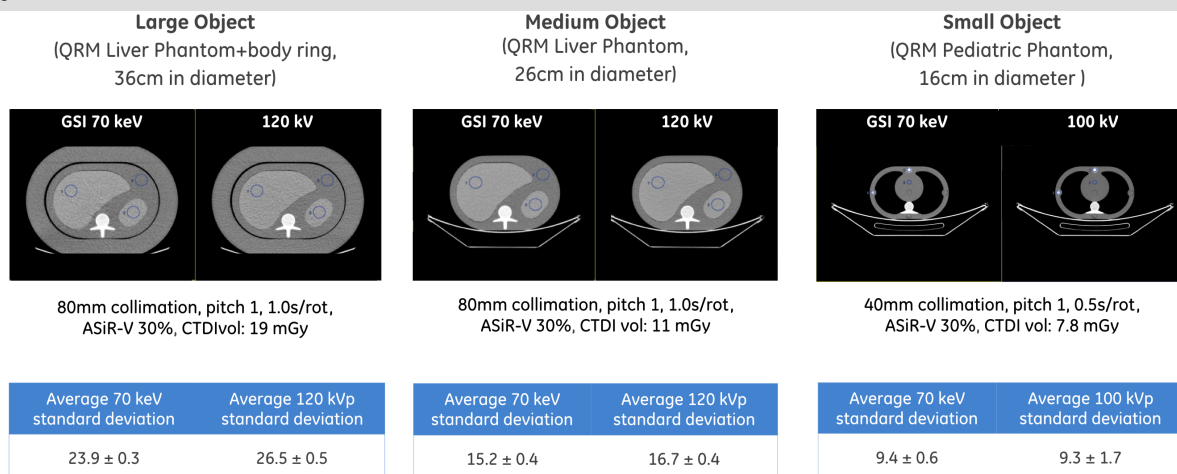 Large Object
(QRM Liver Phantom+body ring,
36cm in diameter)
GSI 70 keV
120 kV
80mm collimation, pitch 1, 1.0s/rot,
ASiR-V 30%, CTDIvol: 19 mGy
Average 70 keV
standard deviation
Average 120 kVp
standard deviation
23.9 ± 0.3
26.5 ± 0.5
Medium Object
(QRM Liver Phantom,
26cm in diameter)
GSI 70 keV
120 kV
80mm collimation, pitch 1, 1.0s/rot,
ASiR-V 30%, CTDI vol: 11 mGy
Average 70 keV
standard deviation
Average 120 kVp
standard deviation
15.2 ± 0.4
16.7 ± 0.4
Small Object
(QRM Pediatric Phantom,
16cm in diameter )
GSI 70 keV
100 kV
40mm collimation, pitch 1, 0.5s/rot,
ASiR-V 30%, CTDI vol: 7.8 mGy
Average 70 keV
standard deviation
Average 100 kVp
standard deviation
9.4 ± 0.6
9.3 ± 1.7